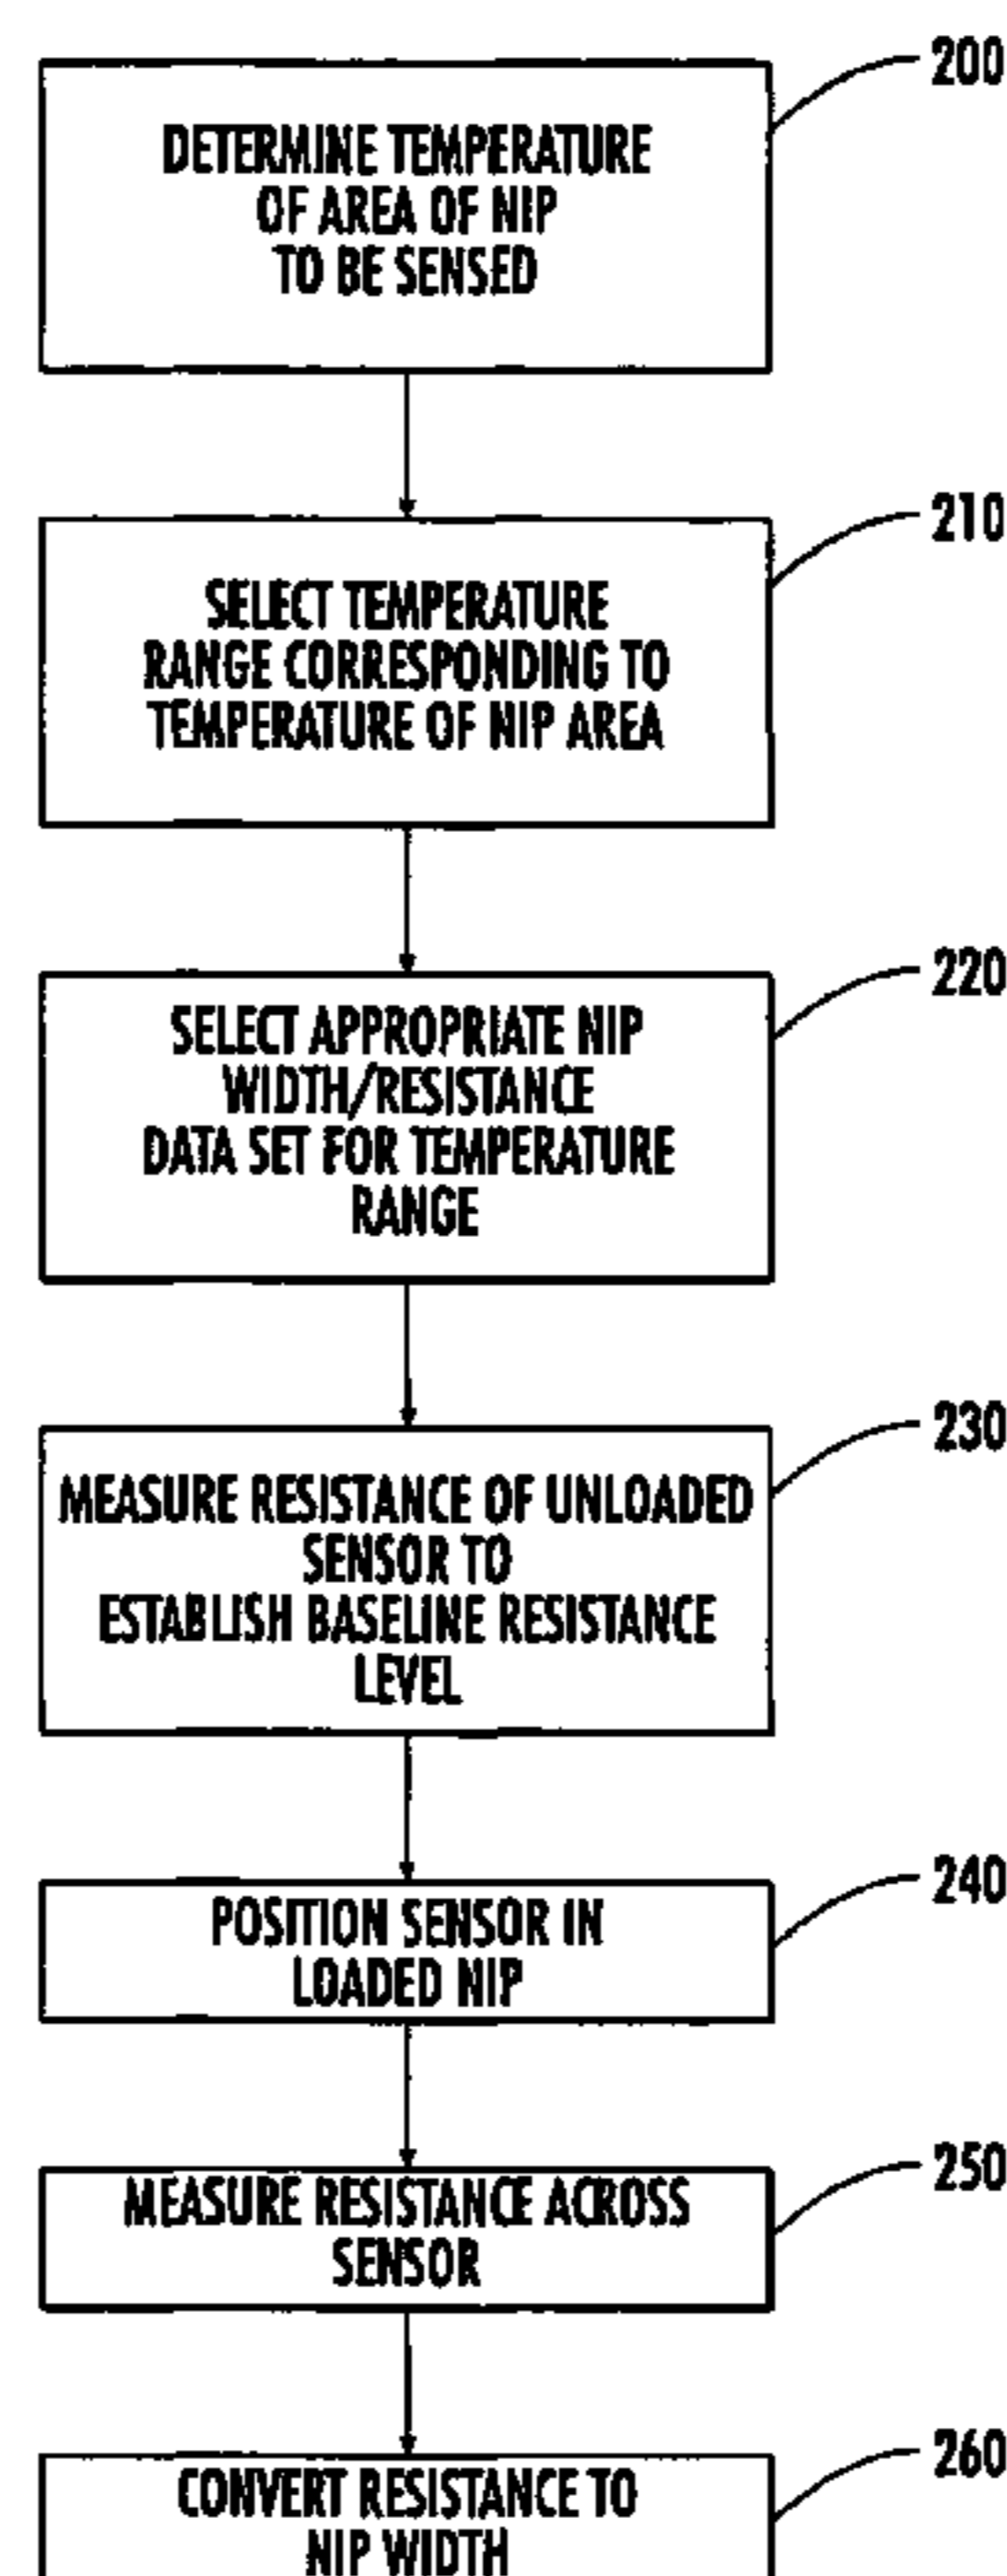 200
DETERMINE TEMPERATURE
OF AREA OF NIP
TO BE SENSED
210
SELECT TEMPERATURE
RANGE CORRESPONDING TO
TEMPERATURE OF NIP AREA
220
SELECT APPROPRIATE NIP
WIDTH/RESISTANCE
DATA SET FOR TEMPERATURE
RANGE
230
MEASURE RESISTANCE OF UNLOADED
SENSOR TO
ESTABLISH BASELINE RESISTANCE
LEVEL
240
POSITION SENSOR IN
LOADED NIP
250
MEASURE RESISTANCE ACROSS
SENSOR
260
CONVERT RESISTANCE TO
NIP WIDTH